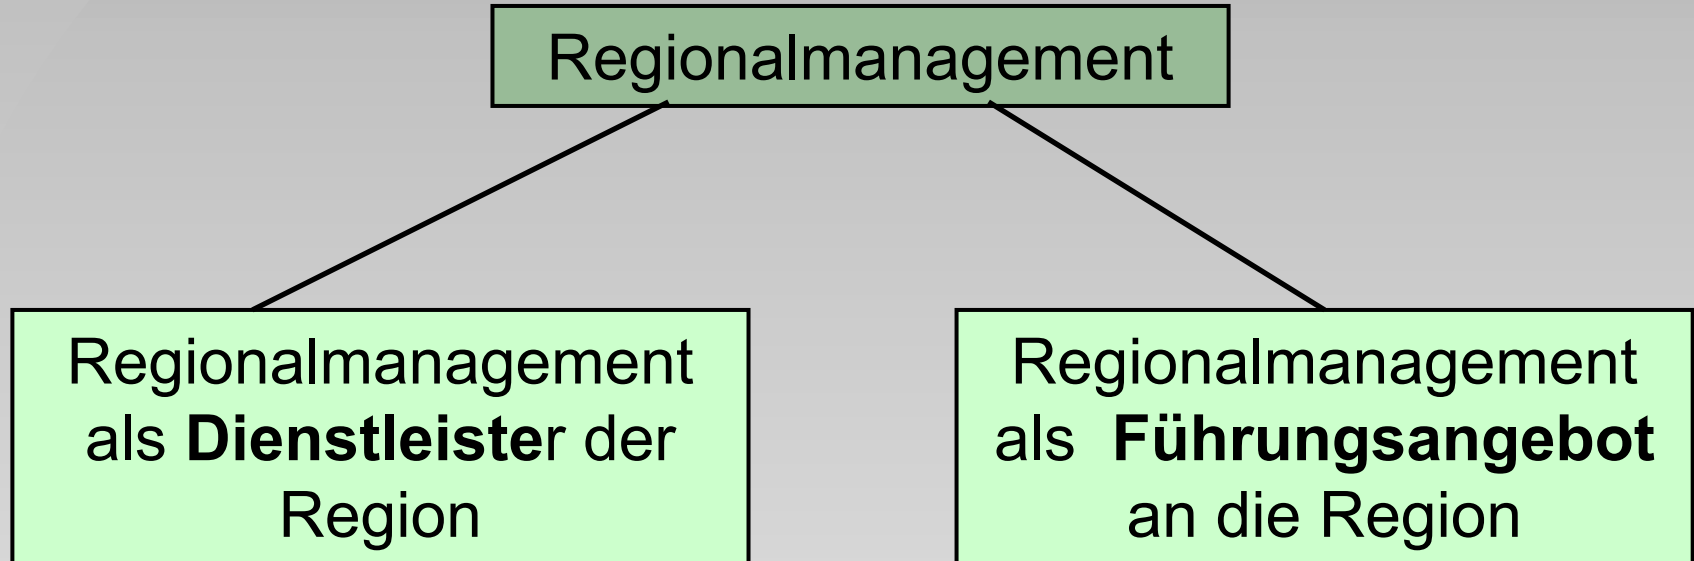 Regionalmanagement
Regionalmanagement
als Dienstleister der
Region
Regionalmanagement
als Führungsangebot
an die Region